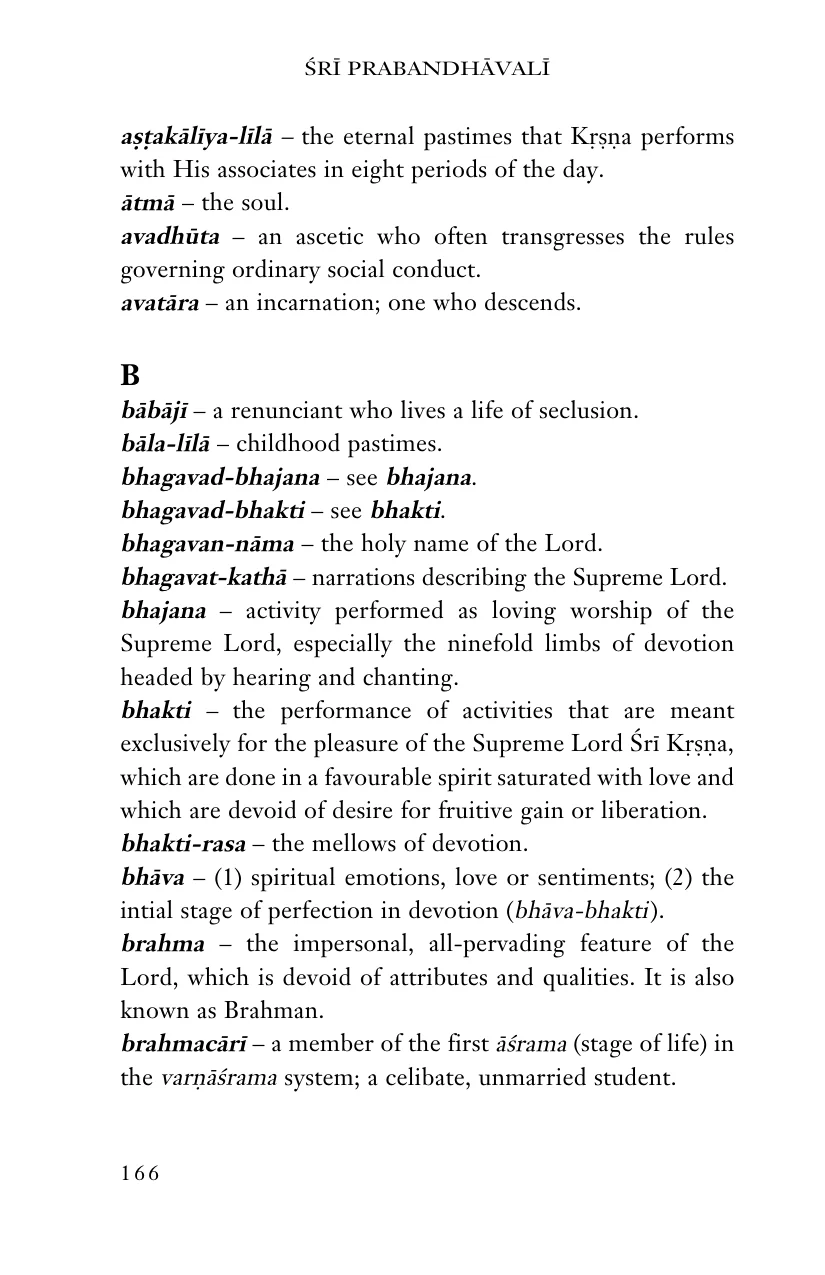 ŚRĪ PRABANDHĀVALĪ
aṣṭakālīya-līlā – the eternal pastimes that Kṛṣṇa performs
with His associates in eight periods of the day.
ātmā – the soul.
avadhūta – an ascetic who often transgresses the rules
governing ordinary social conduct.
avatāra – an incarnation; one who descends.
B
bābājī – a renunciant who lives a life of seclusion.
bāla-līlā – childhood pastimes.
bhagavad-bhajana – see bhajana.
bhagavad-bhakti – see bhakti.
bhagavan-nāma – the holy name of the Lord.
bhagavat-kathā – narrations describing the Supreme Lord.
bhajana – activity performed as loving worship of the
Supreme Lord, especially the ninefold limbs of devotion
headed by hearing and chanting.
bhakti – the performance of activities that are meant
exclusively for the pleasure of the Supreme Lord Śrī Kṛṣṇa,
which are done in a favourable spirit saturated with love and
which are devoid of desire for fruitive gain or liberation.
bhakti-rasa – the mellows of devotion.
bhāva – (1) spiritual emotions, love or sentiments; (2) the
intial stage of perfection in devotion (bhāva-bhakti).
brahma – the impersonal, all-pervading feature of the
Lord, which is devoid of attributes and qualities. It is also
known as Brahman.
brahmacārī – a member of the first āśrama (stage of life) in
the varṇāśrama system; a celibate, unmarried student.
166